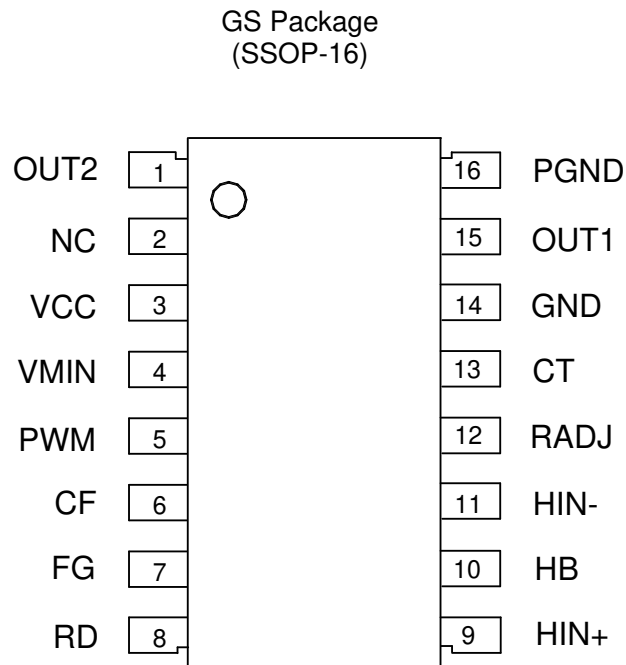 GS Package
(SSOP-16)
OUT2 1 16 PGND
NC 2 15 OUT1
VCC 3 14 GND
VMIN 4 13 CT
PWM 5 12 RADJ
CF 6 11 HIN-
FG 7 10 HB
RD 8 9 HIN+